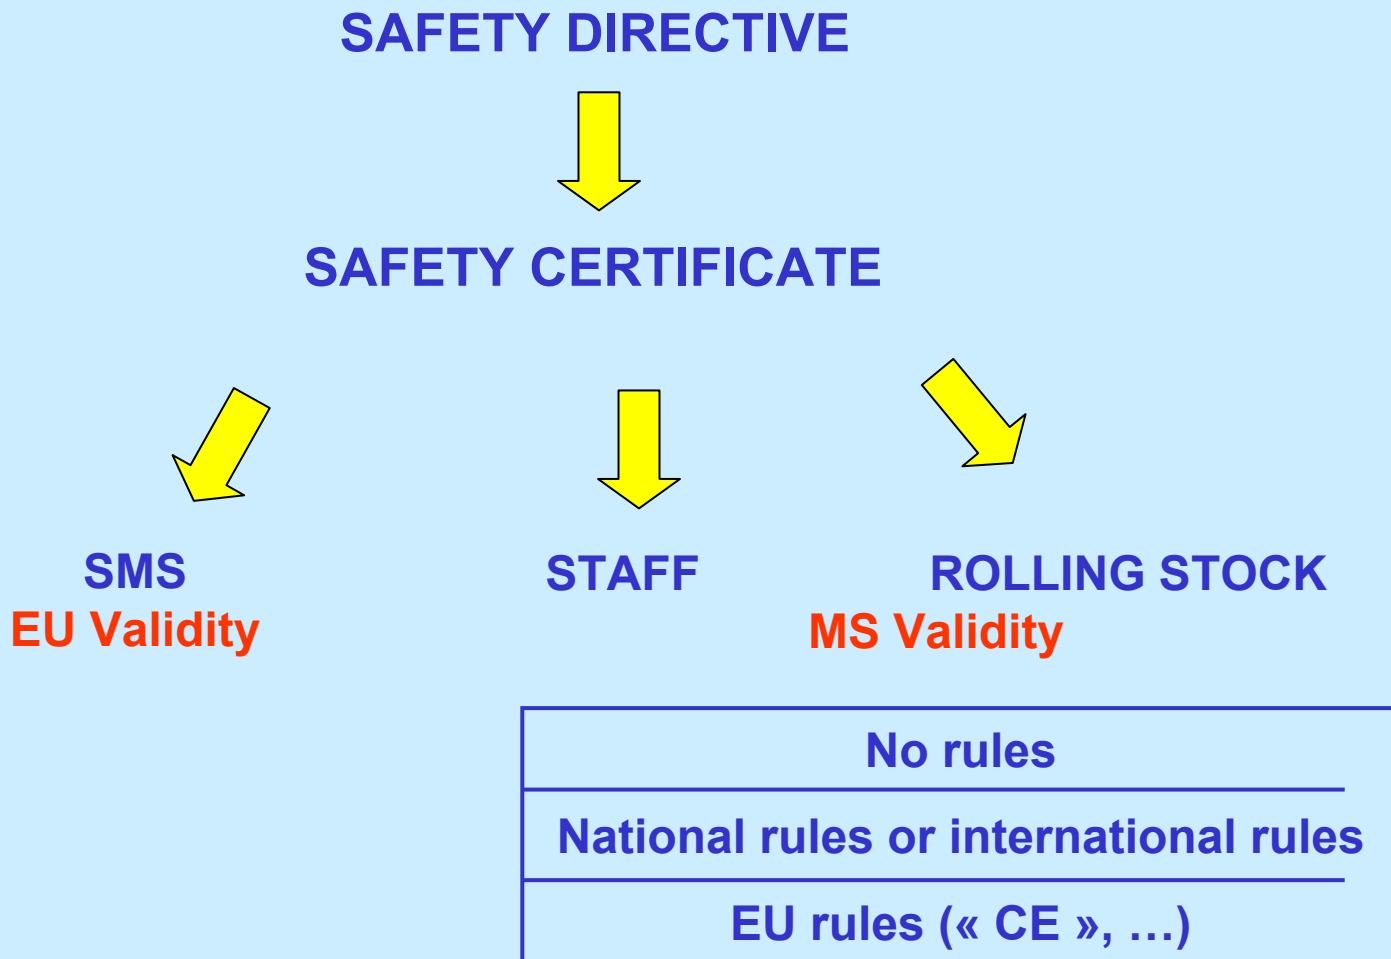 SAFETY DIRECTIVE
SAFETY CERTIFICATE
SMS STAFF ROLLING STOCK
EU Validity MS Validity
No rules
National rules or international rules
EU rules (« CE », …)